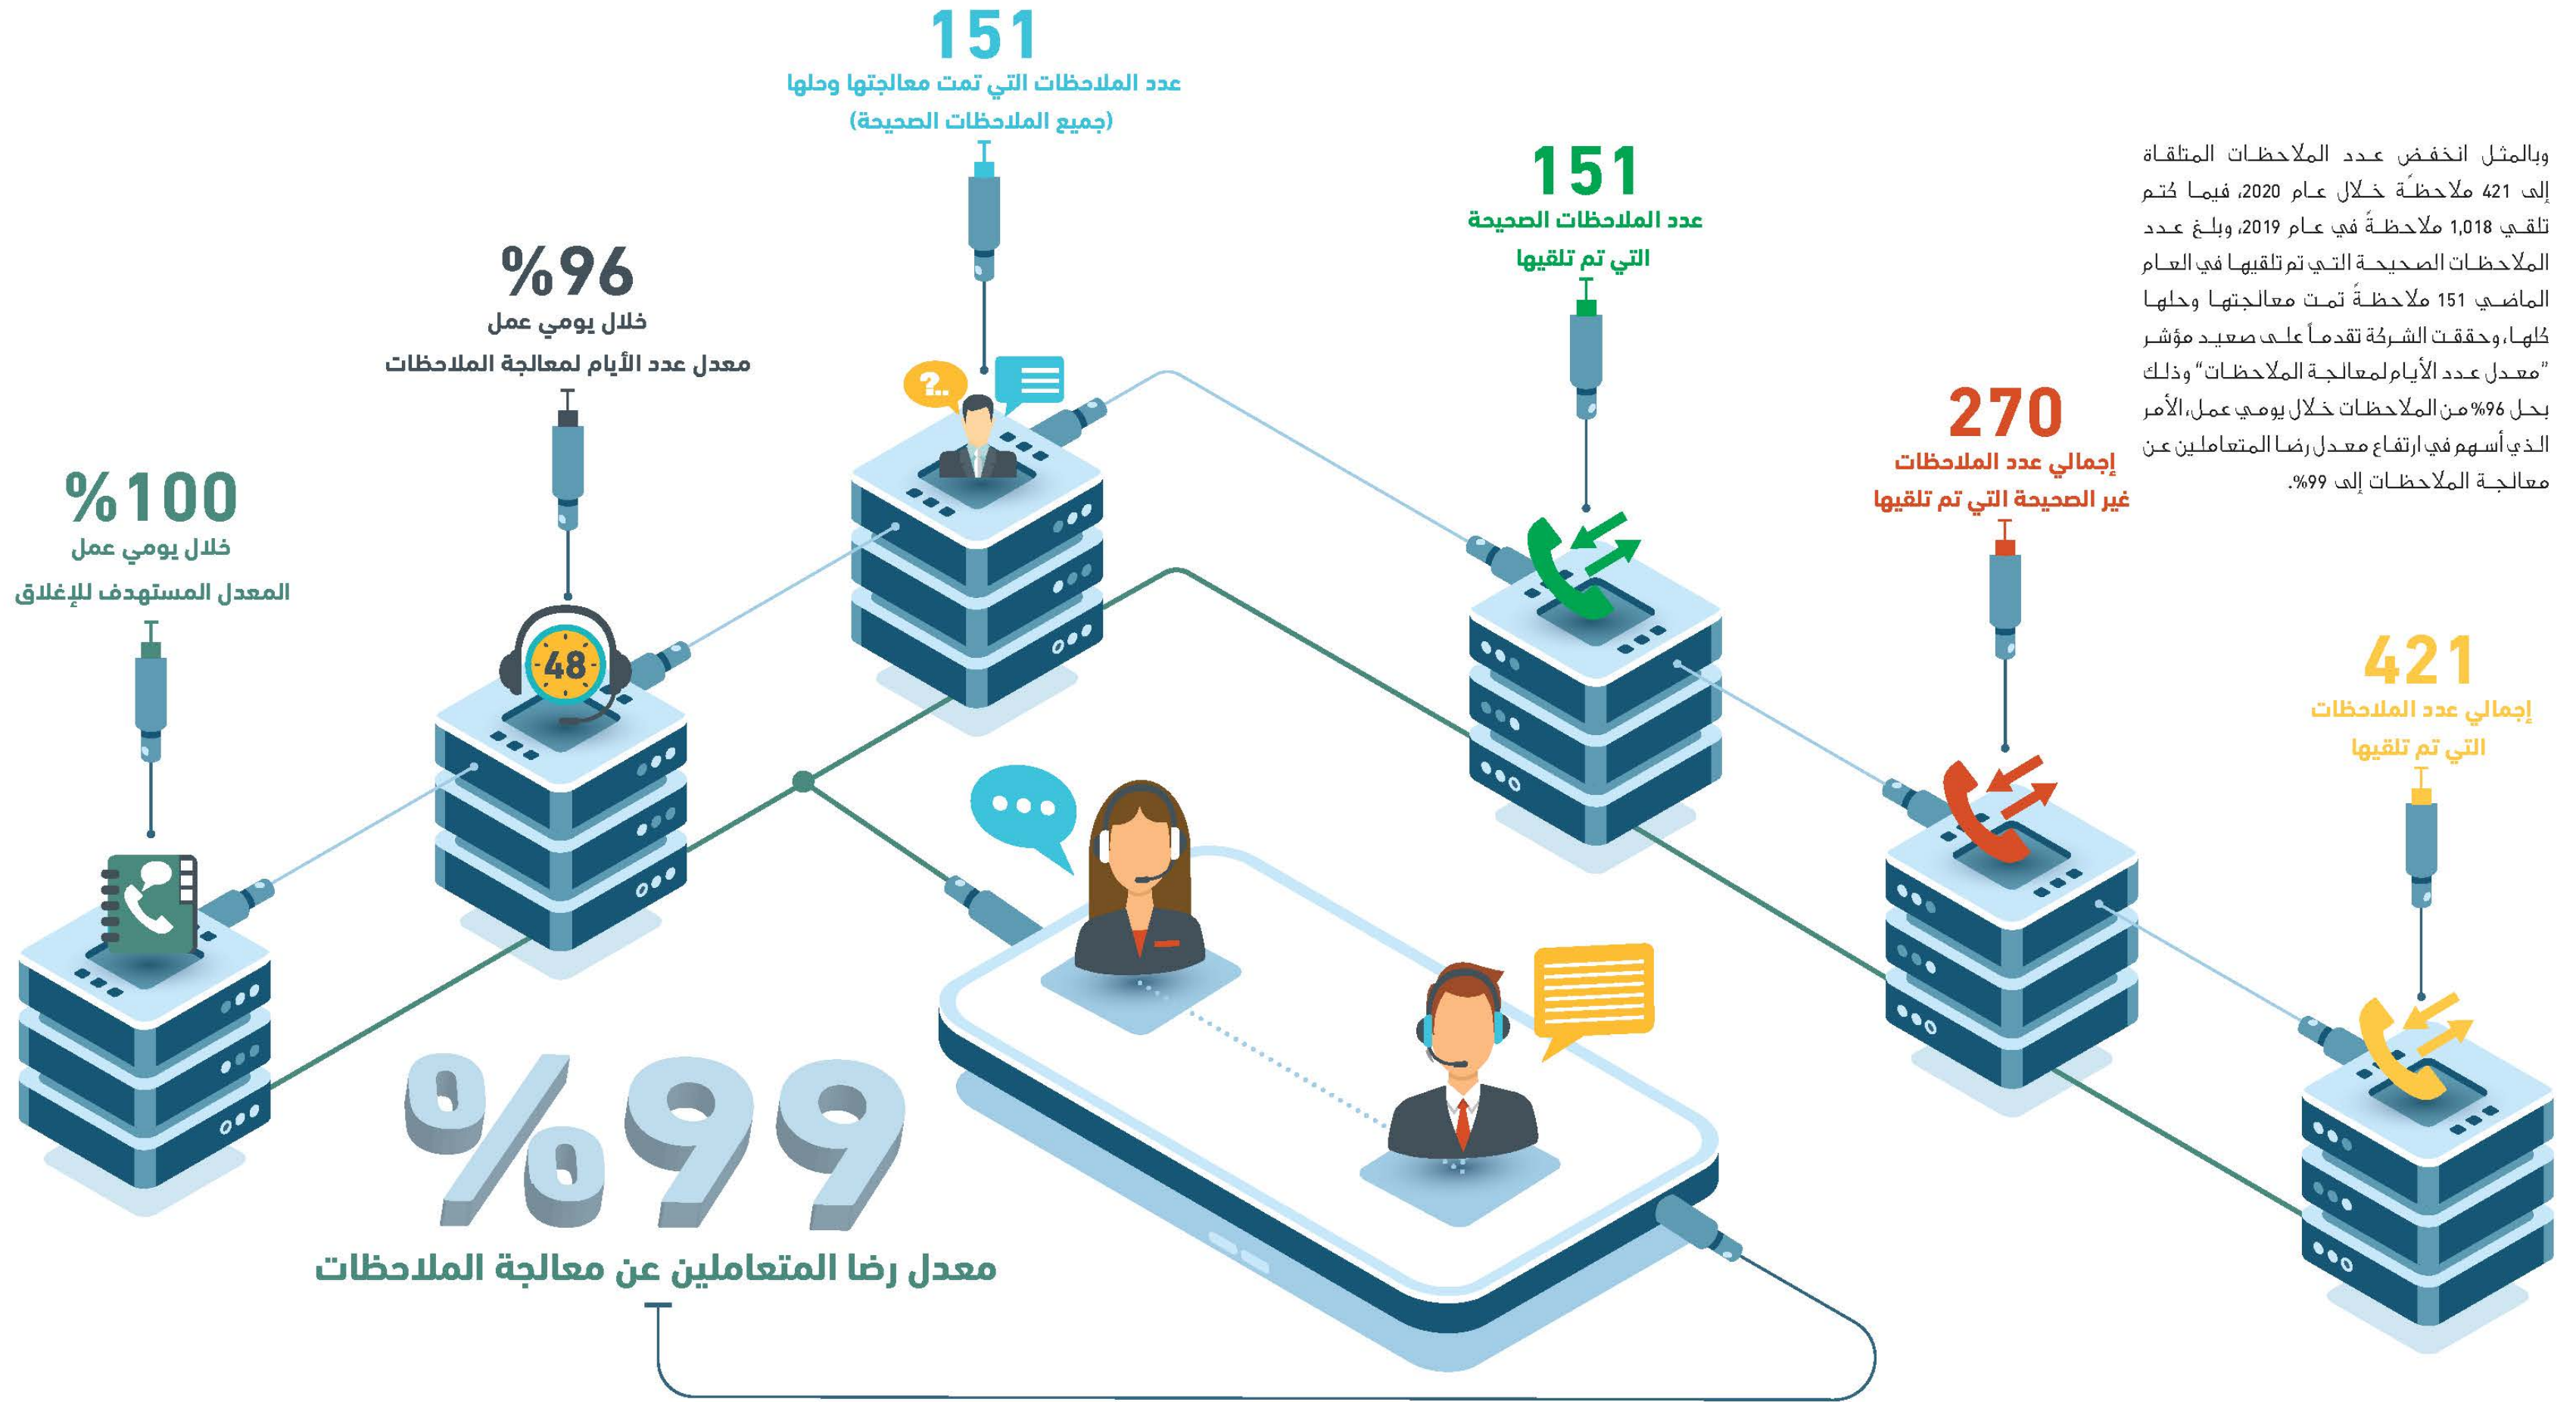 وبالمثل انخفض عدد الملاحظات المتلقاة
إلى 421 ملاحظةً خلال عام 2020، فيما كتم
تلقي 1,018 ملاحظةً في عام 2019، وبلغ عدد
الملاحظات الصحيحة التي تم تلقيها في العام
الماضي 151 ملاحظةً تمت معالجتها وحلها
كلها، وحققت الشركة تقدماً على صعيد مؤشر
"معدل عدد الأيام لمعالجة الملاحظات" وذلك
بحل 96% من الملاحظات خلال يومي عمل، الأمر
الذي أسهم في ارتفاع معدل رضا المتعاملين عن
معالجة الملاحظات إلى 99%.
421
إجمالي عدد الملاحظات
التي تم تلقيها
270
إجمالي عدد الملاحظات
غير الصحيحة التي تم تلقيها
151
عدد الملاحظات الصحيحة
التي تم تلقيها
151
عدد الملاحظات التي تمت معالجتها وحلها
(جميع الملاحظات الصحيحة)
?..
%96
خلال يومي عمل
معدل عدد الأيام لمعالجة الملاحظات
48
%100
خلال يومي عمل
المعدل المستهدف للإغلاق
%99
معدل رضا المتعاملين عن معالجة الملاحظات